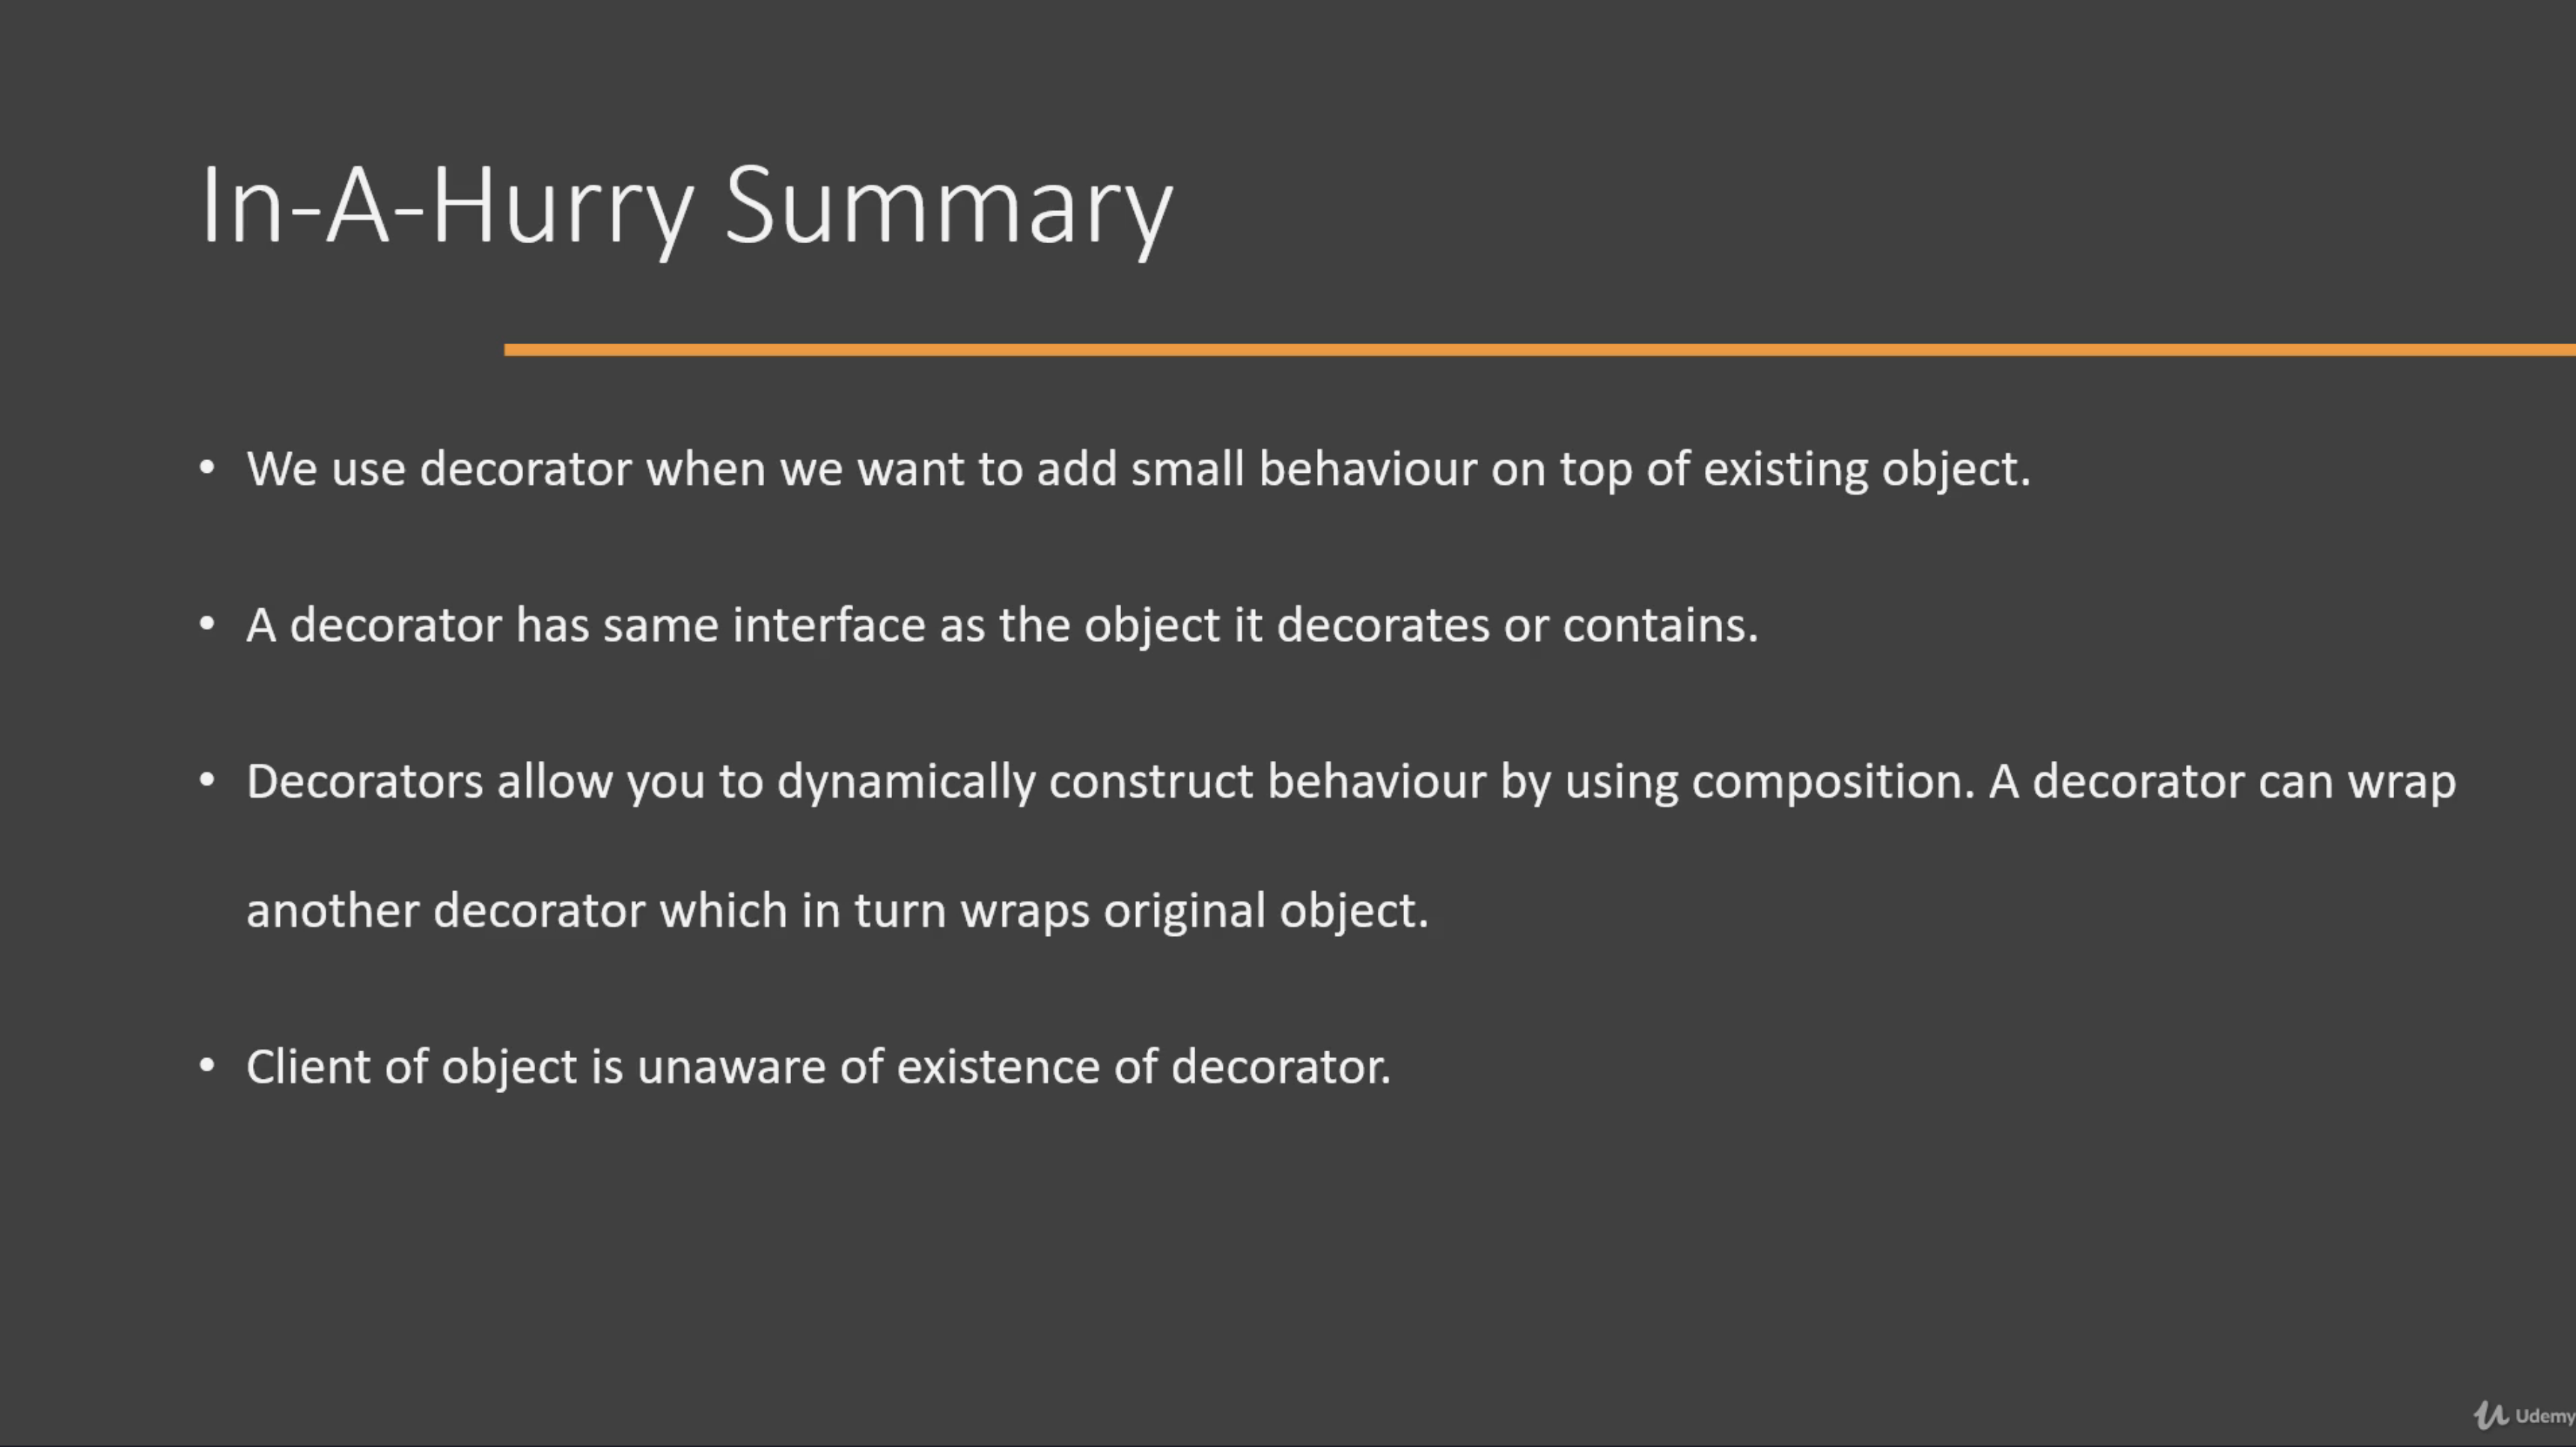 In-A-Hurry Summary
• We use decorator when we want to add small behaviour on top of existing object.
• A decorator has same interface as the object it decorates or contains.
• Decorators allow you to dynamically construct behaviour by using composition. A decorator can wrap
another decorator which in turn wraps original object.
• Client of object is unaware of existence of decorator.
Udemy